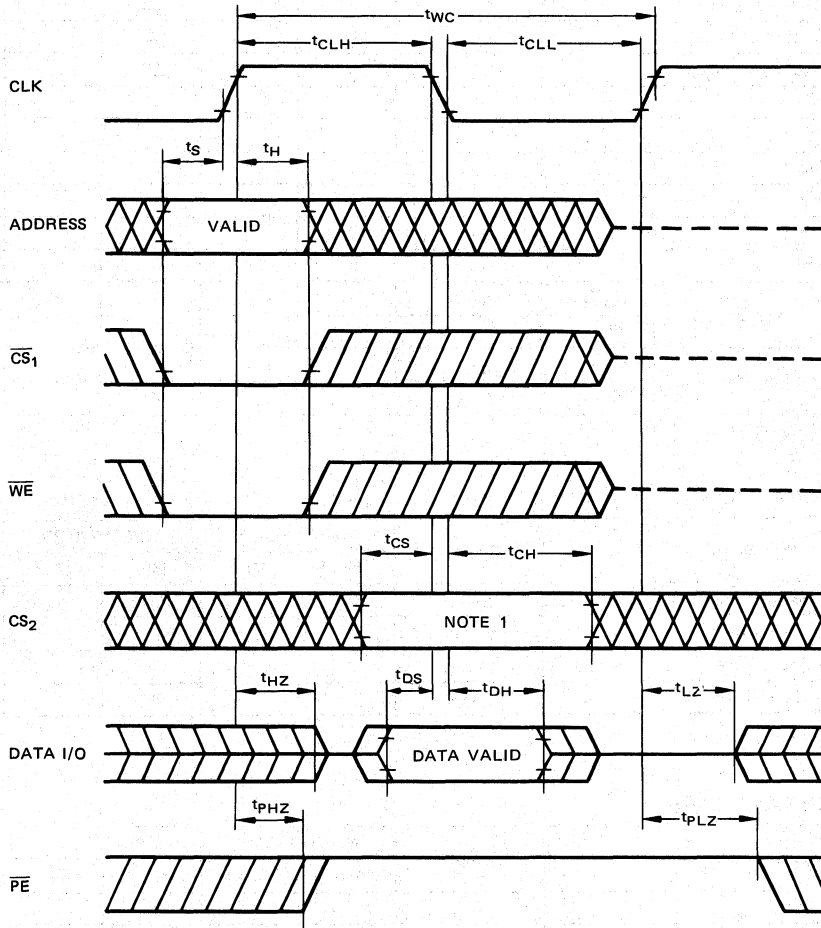 tWC
tCLH tCLL
CLK
tS tH
ADDRESS VALID
CS1
WE
tCS tCH
CS2 NOTE 1
tHZ tDS tDH tLZ
DATA I/O DATA VALID
tPHZ tPLZ
PE